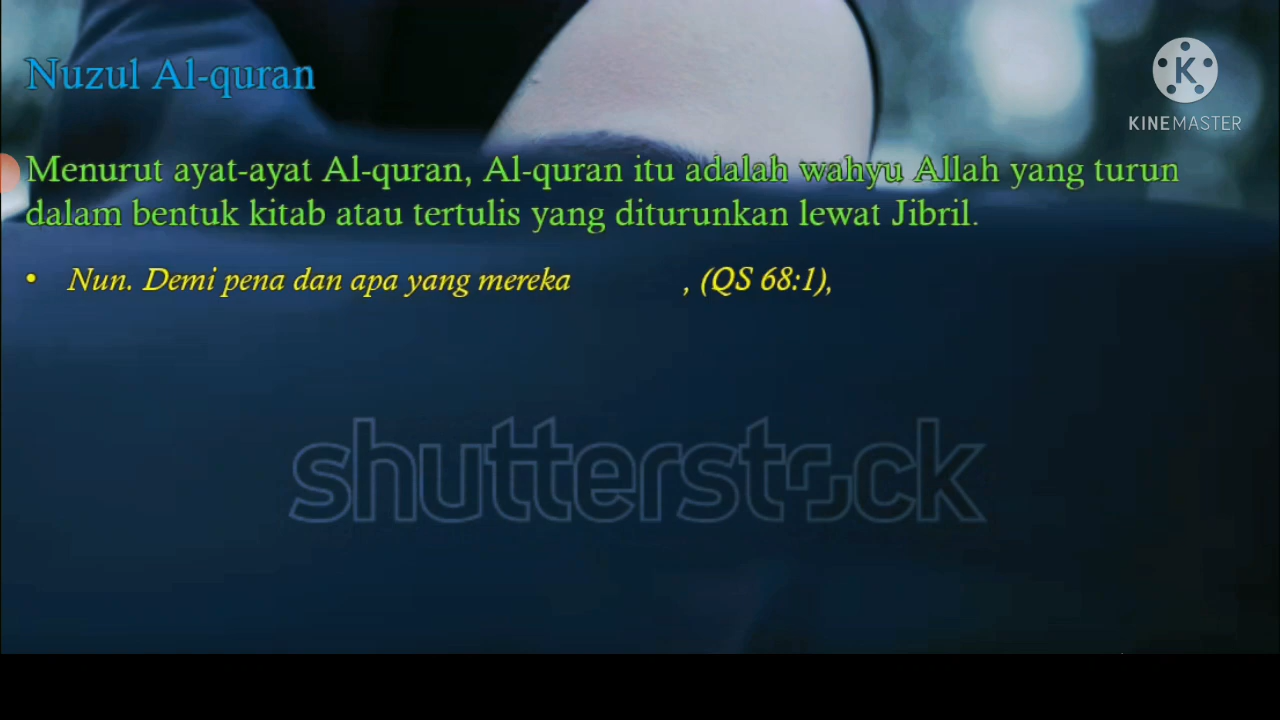 Nuzul Al-quran
K
KINEMASTER
Menurut ayat-ayat Al-quran, Al-quran itu adalah wahyu Allah yang turun
dalam bentuk kitab atau tertulis yang diturunkan lewat Jibril.
• Nun. Demi pena dan apa yang mereka , (QS 68:1),
shutterstock